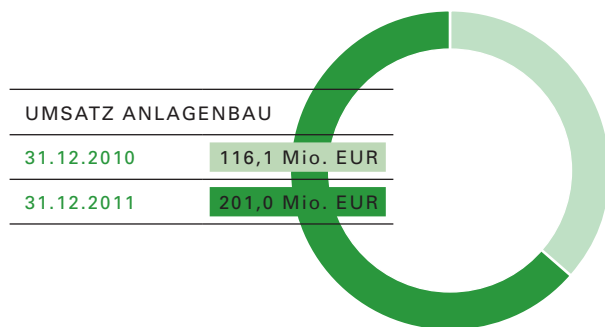 UMSATZ ANLAGENBAU
31.12.2010 116,1 Mio. EUR
31.12.2011 201,0 Mio. EUR